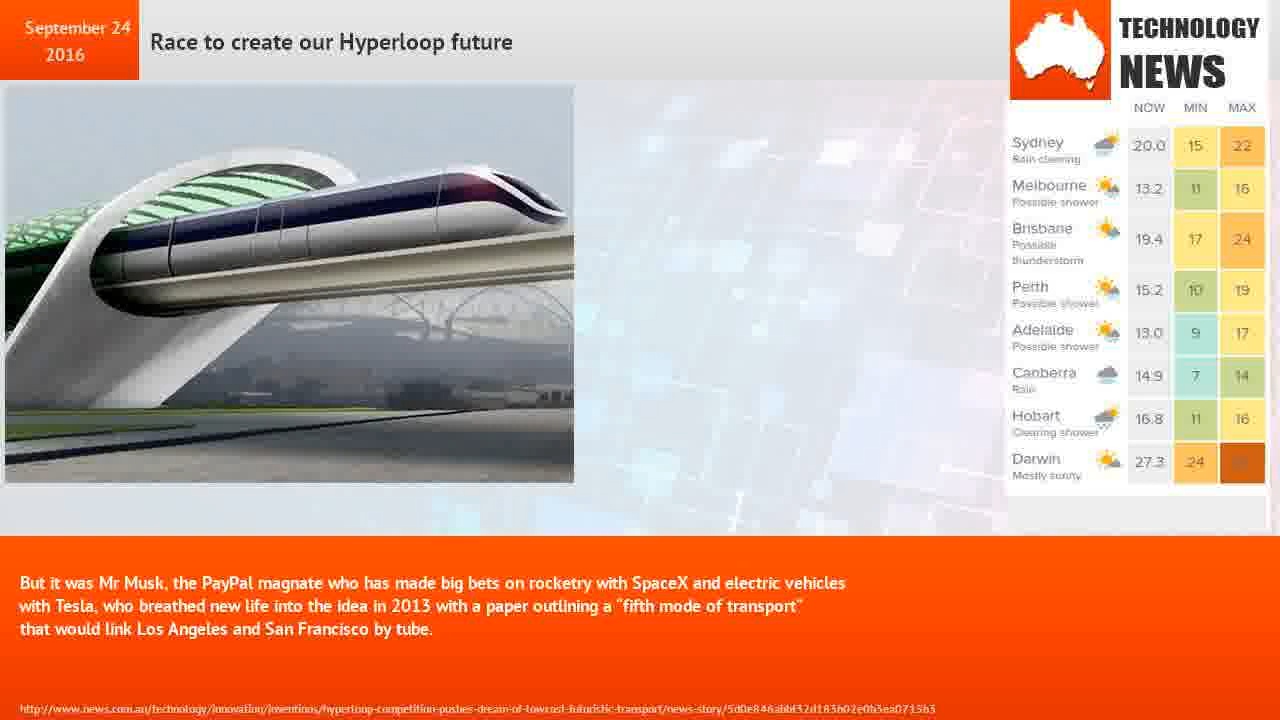 September 24
2016
Race to create our Hyperloop future
TECHNOLOGY
NEWS
NOW MIN MAX
Sydney 20.0 15 22
Rain clearing
Melbourne 13.2 11 16
Possible shower
Brisbane 19.4 17 24
Possible
thunderstorm
Perth 15.2 10 19
Possible shower
Adelaide 13.0 9 17
Possible shower
Canberra 14.9 7 14
Rain
Hobart 16.8 11 16
Clearing shower
Darwin 27.3 24
Mostly sunny
But it was Mr Musk, the PayPal magnate who has made big bets on rocketry with SpaceX and electric vehicles
with Tesla, who breathed new life into the idea in 2013 with a paper outlining a “fifth mode of transport”
that would link Los Angeles and San Francisco by tube.